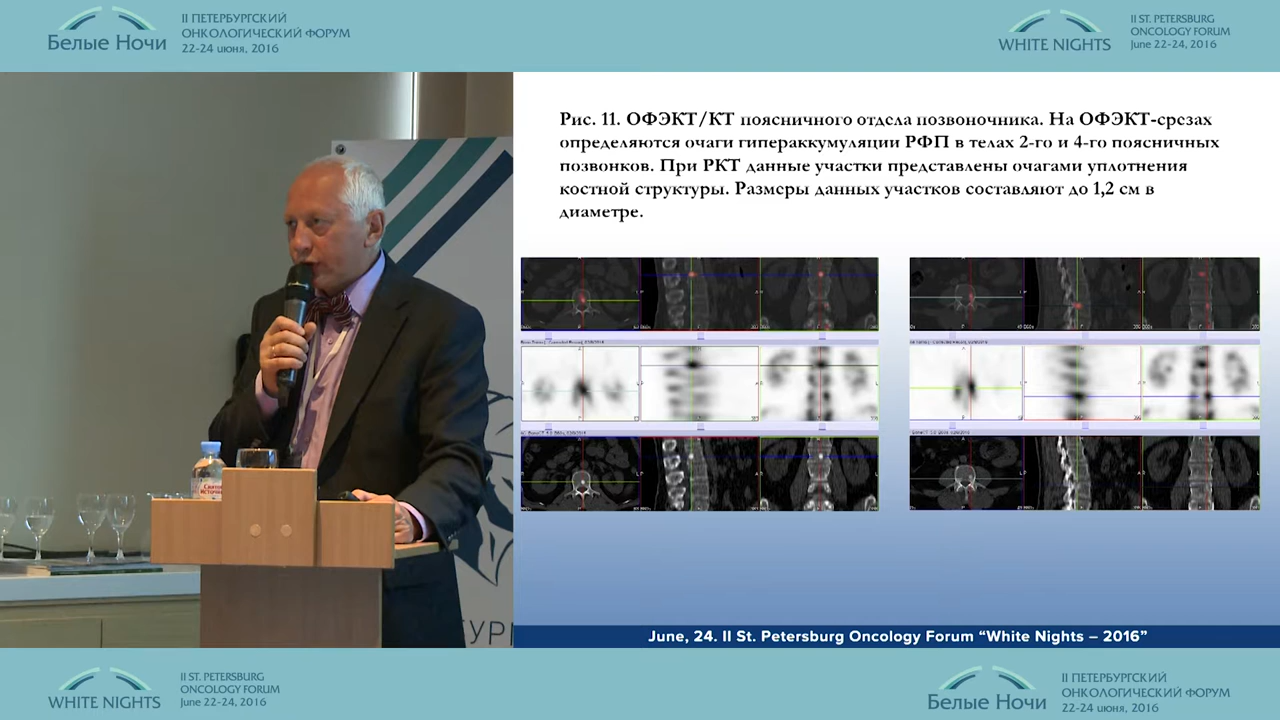 Белые Ночи
II ПЕТЕРБУРГСКИЙ
ОНКОЛОГИЧЕСКИЙ ФОРУМ
22-24 июня, 2016
WHITE NIGHTS
II ST. PETERSBURG
ONCOLOGY FORUM
June 22-24, 2016
Рис. 11. ОФЭКТ/КТ поясничного отдела позвоночника. На ОФЭКТ-срезах
определяются очаги гипераккумуляции РФП в телах 2-го и 4-го поясничных
позвонков. При РКТ данные участки представлены очагами уплотнения
костной структуры. Размеры данных участков составляют до 1,2 см в
диаметре.
June, 24. II St. Petersburg Oncology Forum “White Nights – 2016”
WHITE NIGHTS
II ST. PETERSBURG
ONCOLOGY FORUM
June 22-24, 2016
Белые Ночи
II ПЕТЕРБУРГСКИЙ
ОНКОЛОГИЧЕСКИЙ ФОРУМ
22-24 июня, 2016